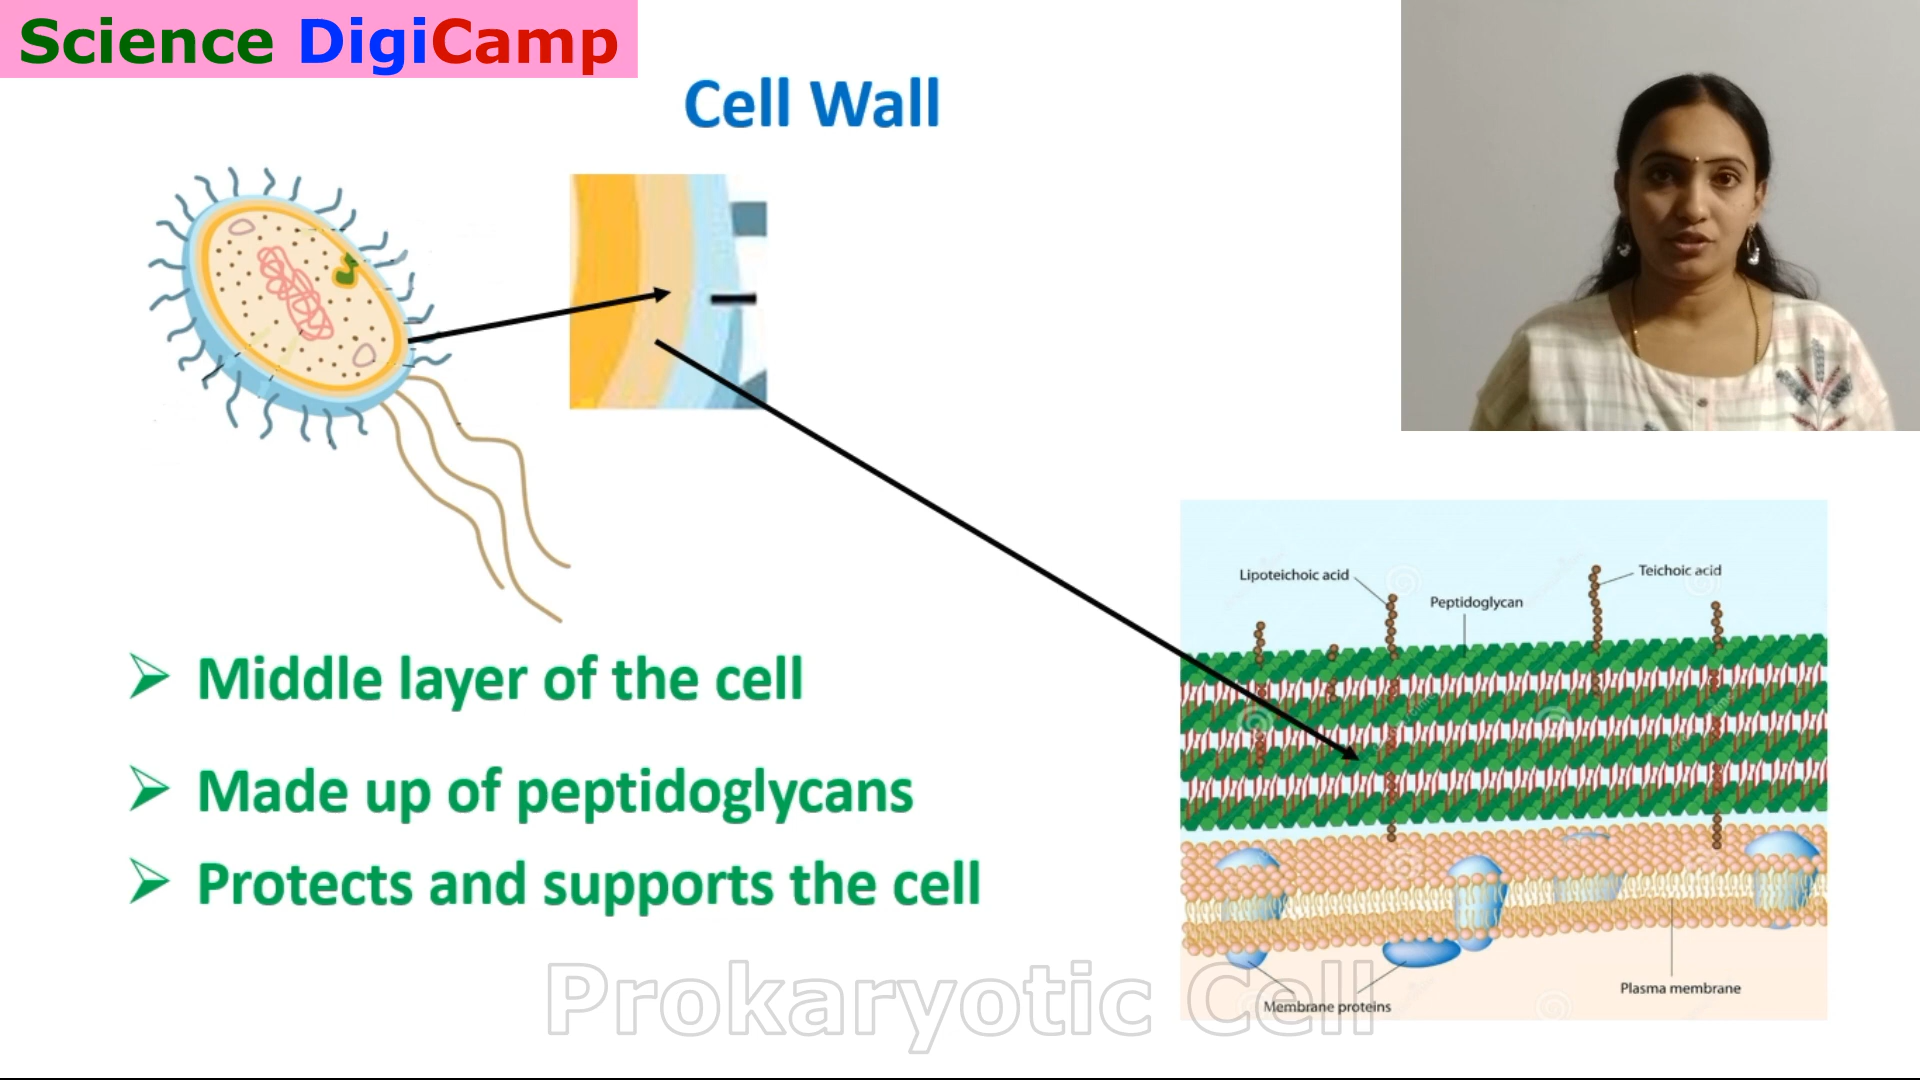 Science DigiCamp
Cell Wall
Lipoteichoic acid
Teichoic acid
Peptidoglycan
➢ Middle layer of the cell
➢ Made up of peptidoglycans
➢ Protects and supports the cell
Plasma membrane
Membrane proteins
Prokaryotic Cell